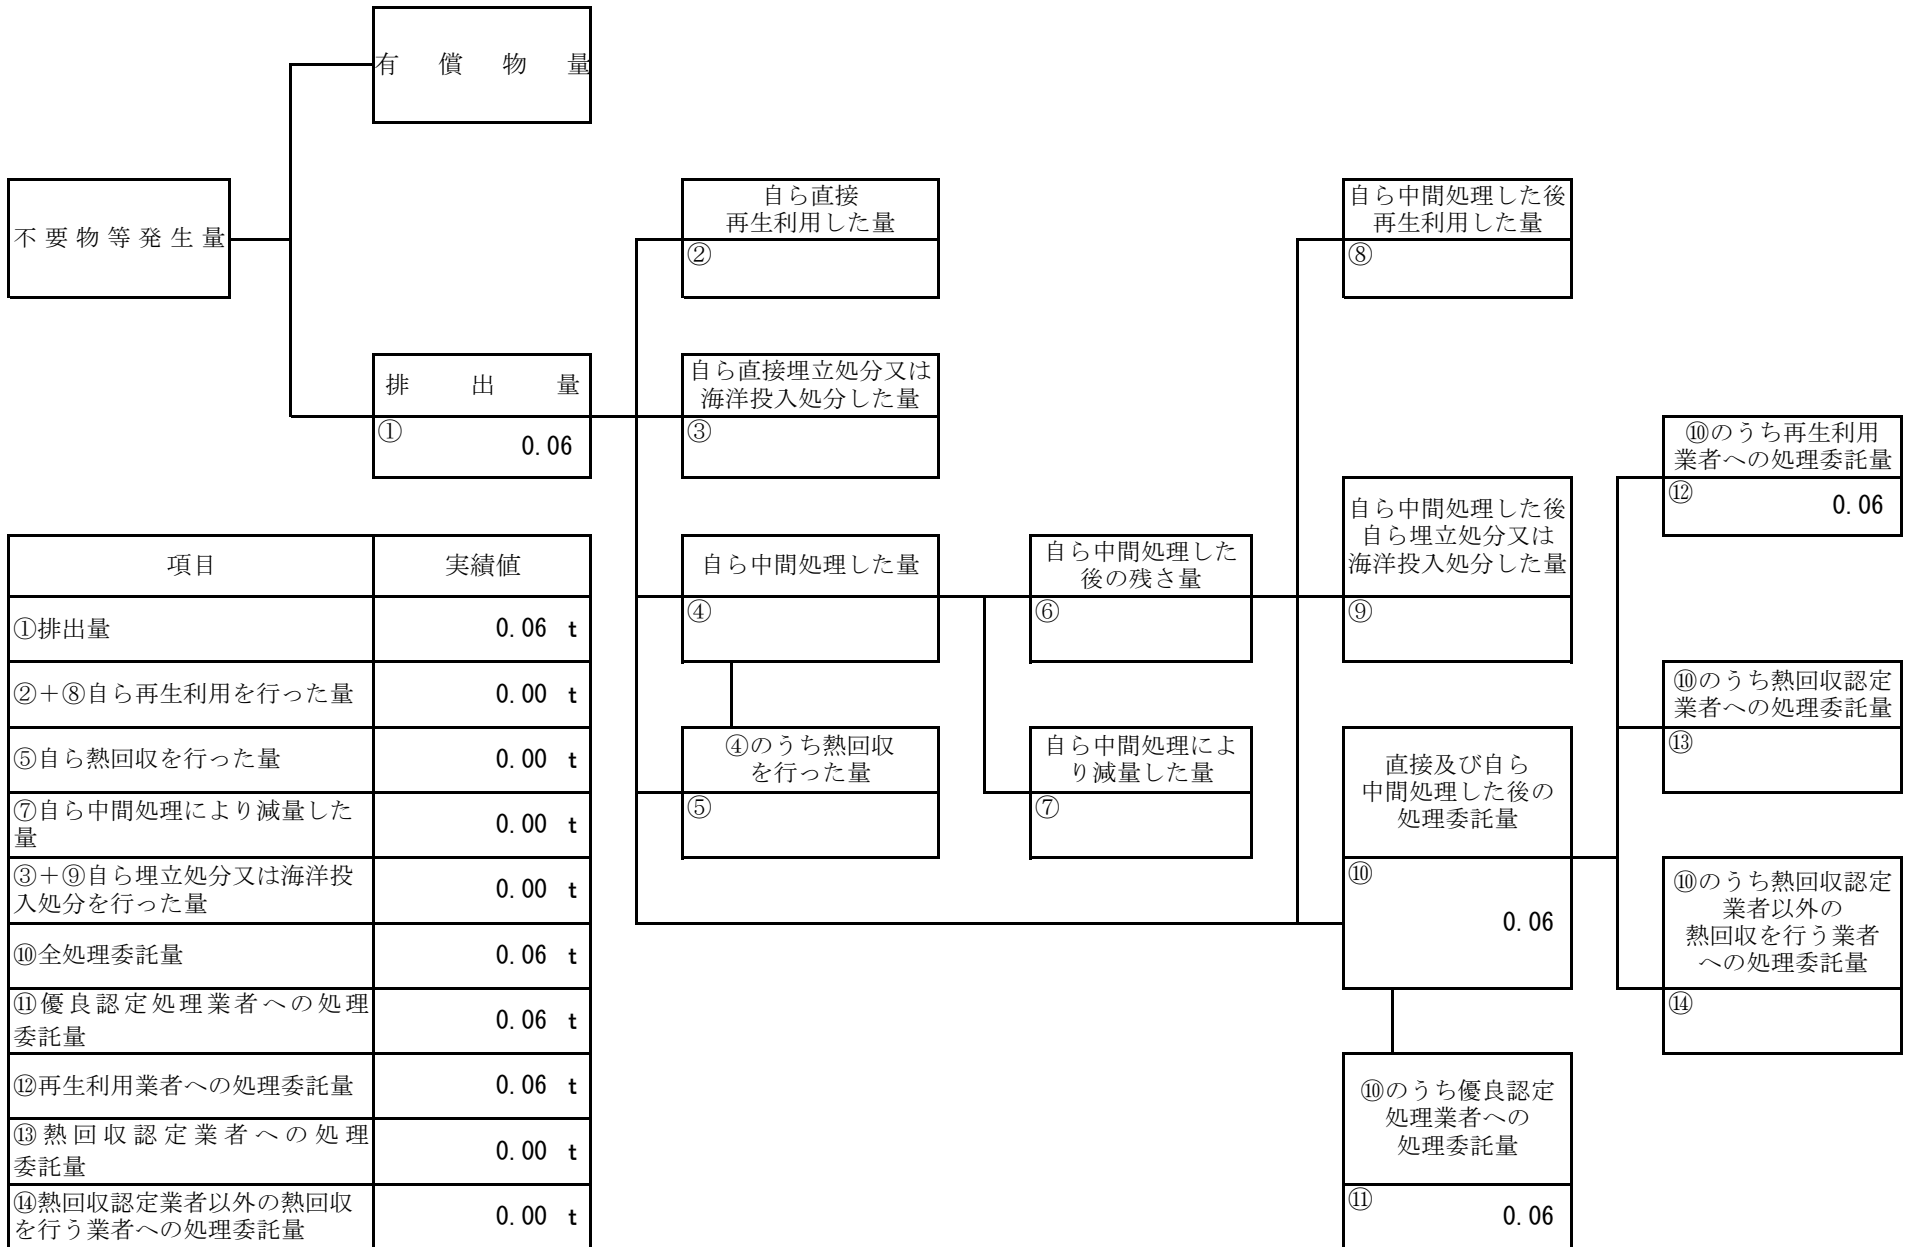 有償物量
不要物等発生量
排出量
①
0.06
自ら直接
再生利用した量
②
自ら直接埋立処分又は
海洋投入処分した量
③
自ら中間処理した量
④
④のうち熱回収
を行った量
⑤
自ら中間処理した
後の残さ量
⑥
自ら中間処理によ
り減量した量
⑦
自ら中間処理した後
再生利用した量
⑧
自ら中間処理した後
自ら埋立処分又は
海洋投入処分した量
⑨
直接及び自ら
中間処理した後の
処理委託量
⑩
0.06
⑩のうち優良認定
処理業者への
処理委託量
⑪
0.06
⑩のうち再生利用
業者への処理委託量
⑫
0.06
⑩のうち熱回収認定
業者への処理委託量
⑬
⑩のうち熱回収認定
業者以外の
熱回収を行う業者
への処理委託量
⑭
項目 実績値
①排出量 0.06 t
②＋⑧自ら再生利用を行った量 0.00 t
⑤自ら熱回収を行った量 0.00 t
⑦自ら中間処理により減量した
量 0.00 t
③＋⑨自ら埋立処分又は海洋投
入処分を行った量 0.00 t
⑩全処理委託量 0.06 t
⑪優良認定処理業者への処理
委託量 0.06 t
⑫再生利用業者への処理委託量 0.06 t
⑬熱回収認定業者への処理
委託量 0.00 t
⑭熱回収認定業者以外の熱回収
を行う業者への処理委託量 0.00 t